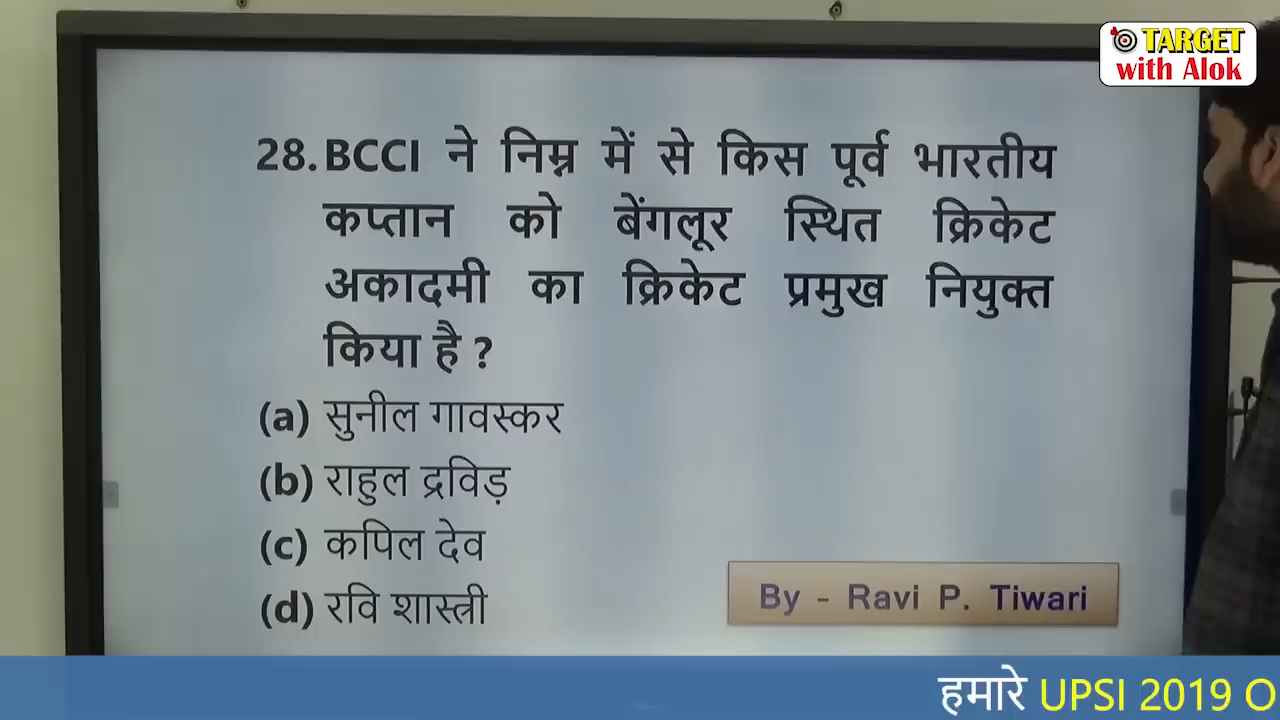 TARGET
with Alok
28. BCCI ने निम्न में से किस पूर्व भारतीय
कप्तान को बेंगलूर स्थित क्रिकेट
अकादमी का क्रिकेट प्रमुख नियुक्त
किया है ?
(a) सुनील गावस्कर
(b) राहुल द्रविड़
(c) कपिल देव
(d) रवि शास्त्री
By - Ravi P. Tiwari
हमारे UPSI 2019 O